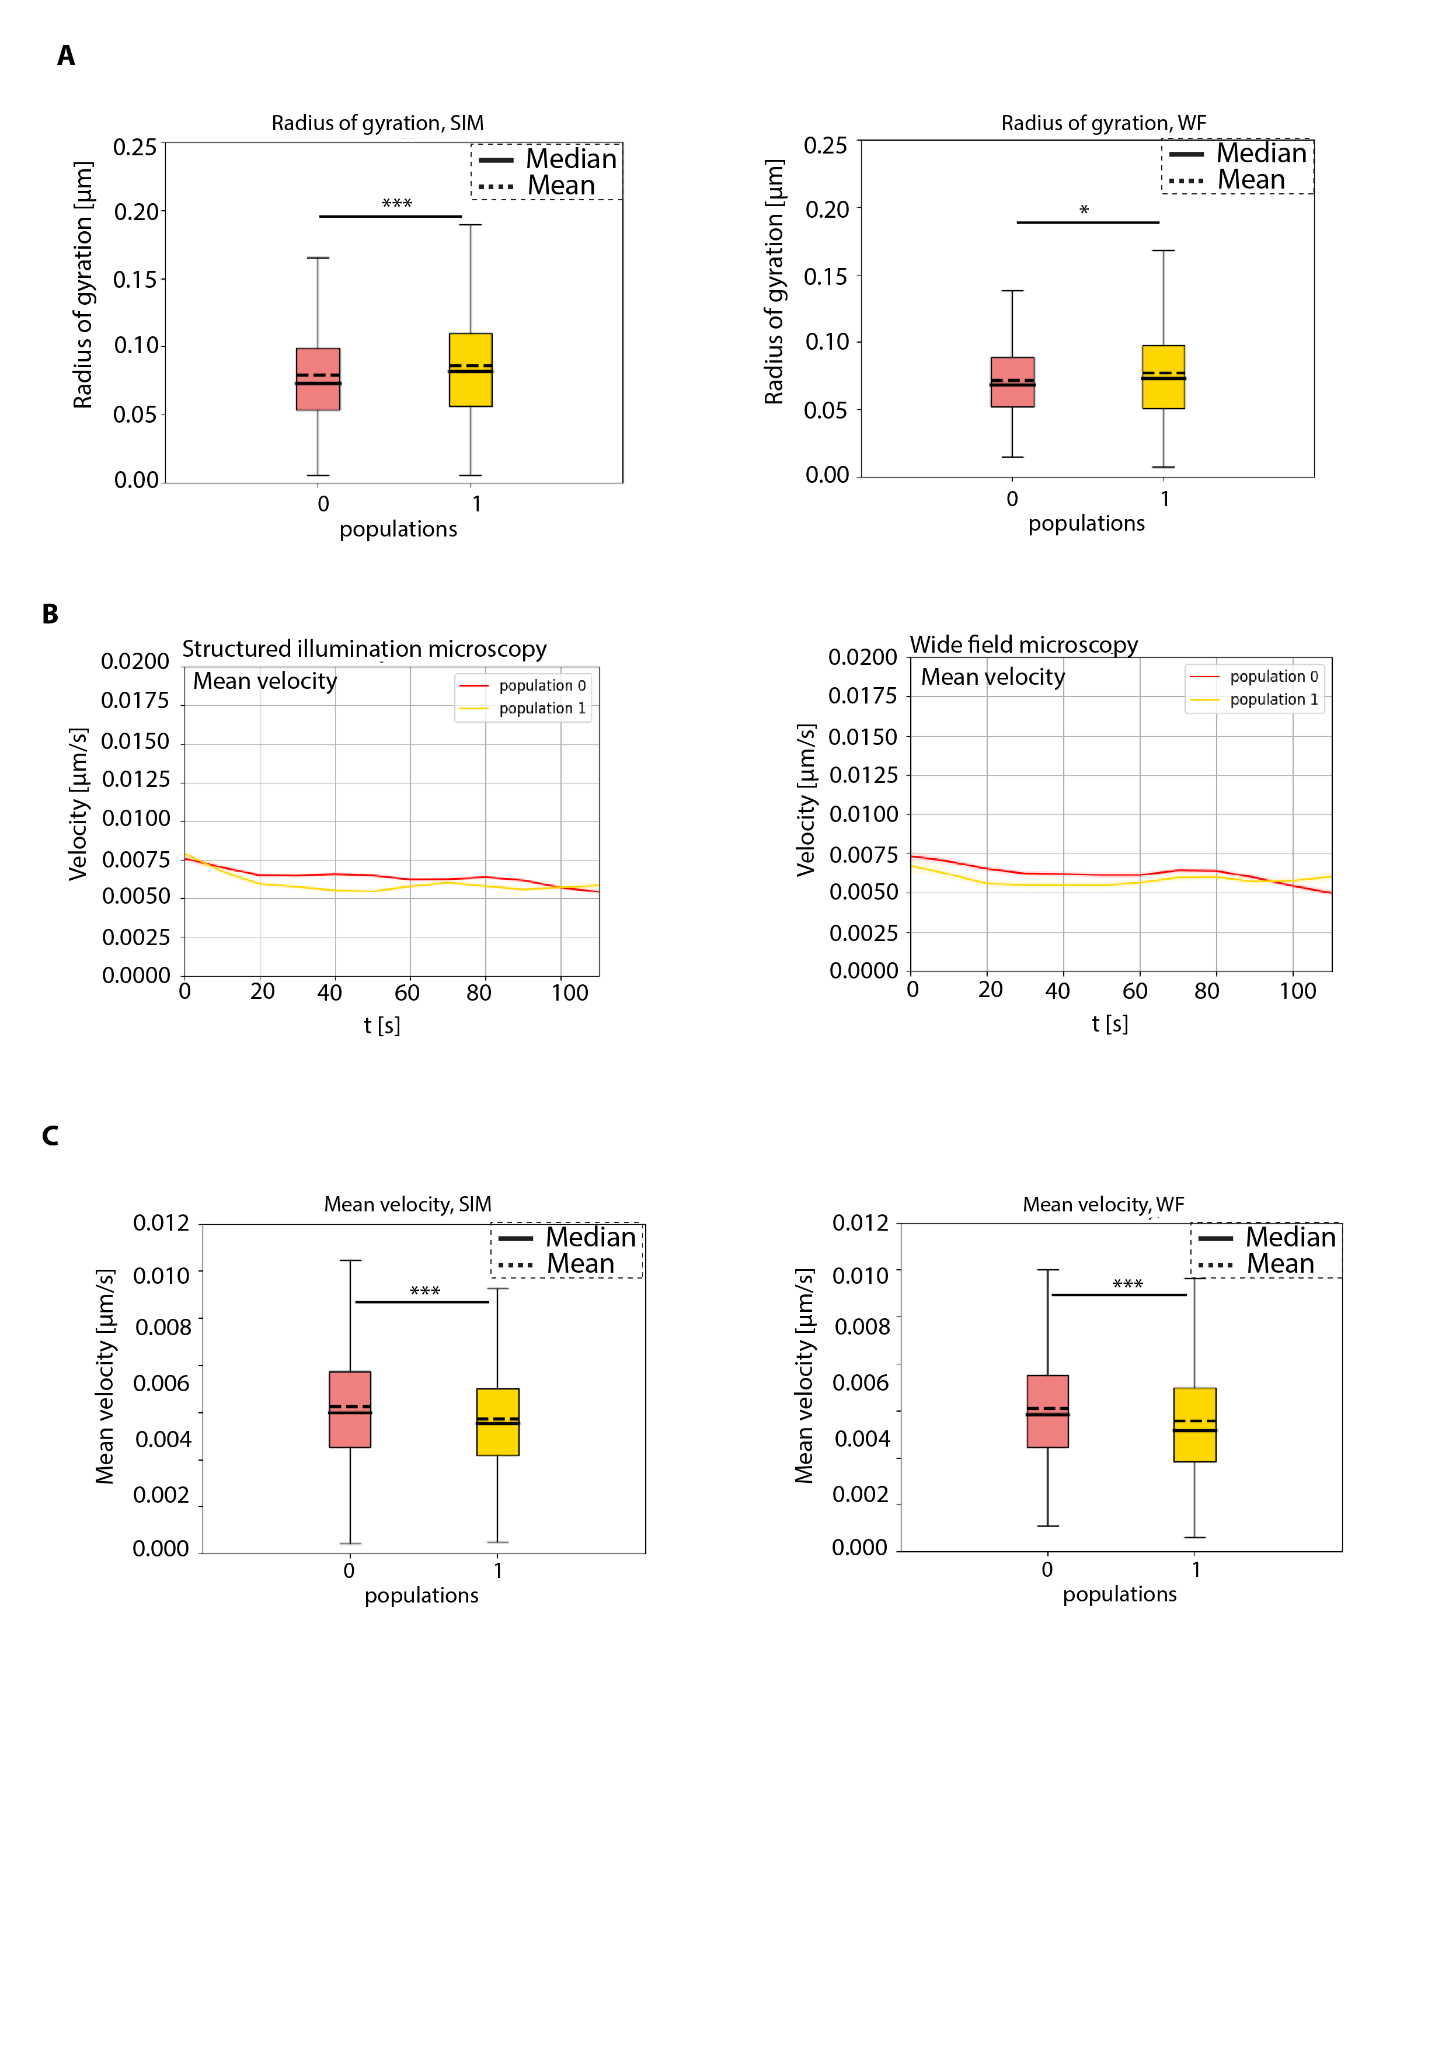 A
Radius of gyration, SIM
Radius of gyration [µm]
0.25
0.20
0.15
0.10
0.05
0.00
Median
Mean
***
0
1
populations
Radius of gyration, WF
Radius of gyration [µm]
0.25
0.20
0.15
0.10
0.05
0.00
Median
Mean
*
0
1
populations
B
Structured illumination microscopy
Mean velocity
Velocity [µm/s]
0.0200
0.0175
0.0150
0.0125
0.0100
0.0075
0.0050
0.0025
0.0000
population 0
population 1
0 20 40 60 80 100
t [s]
Wide field microscopy
Mean velocity
Velocity [µm/s]
0.0200
0.0175
0.0150
0.0125
0.0100
0.0075
0.0050
0.0025
0.0000
population 0
population 1
0 20 40 60 80 100
t [s]
C
Mean velocity, SIM
Mean velocity [µm/s]
0.012
0.010
0.008
0.006
0.004
0.002
0.000
Median
Mean
***
0
1
populations
Mean velocity, WF
Mean velocity [µm/s]
0.012
0.010
0.008
0.006
0.004
0.002
0.000
Median
Mean
***
0
1
populations